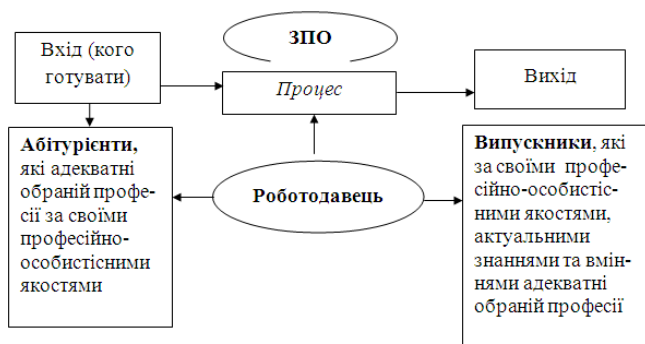 Вхід (кого
готувати)
ЗПО
Процес
Вихід
Абітурієнти,
які адекватні
обраній профе-
сії за своїми
професійно-
особистісними
якостями
Роботодавець
Випускники, які
за своїми профе-
сійно-особистіс-
ними якостями,
актуальними
знаннями та вмін-
нями адекватні
обраній професії